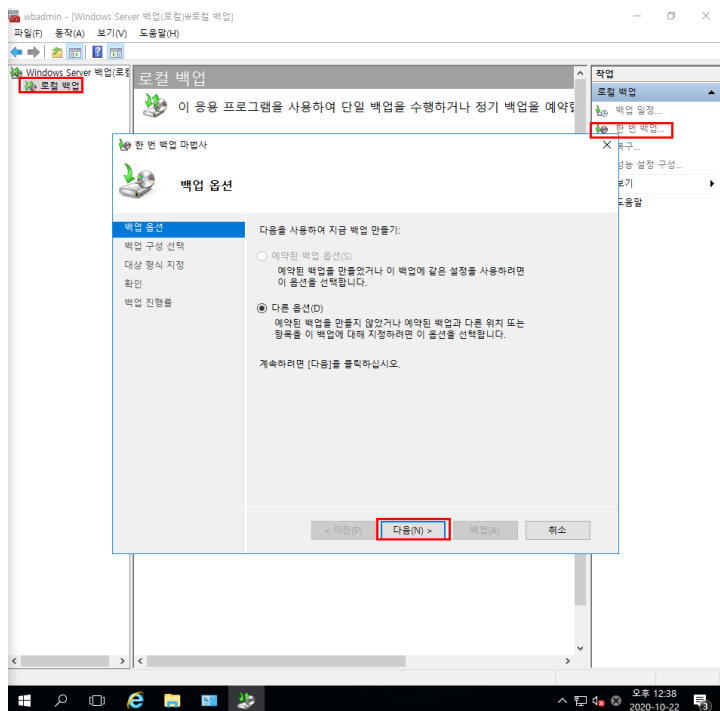 wbadmin - [Windows Server 백업(로컬)₩로컬 백업]
파일(F) 동작(A) 보기(V) 도움말(H)
Windows Server 백업(로컬
로컬 백업
로컬 백업
이 응용 프로그램을 사용하여 단일 백업을 수행하거나 정기 백업을 예약할
작업
로컬 백업
백업 일정...
한 번 백업...
복구...
성능 설정 구성...
보기
도움말
한 번 백업 마법사
백업 옵션
백업 옵션
백업 구성 선택
대상 형식 지정
확인
백업 진행률
다음을 사용하여 지금 백업 만들기:
예약된 백업 옵션(S)
예약된 백업을 만들었거나 이 백업에 같은 설정을 사용하려면
이 옵션을 선택합니다.
다른 옵션(D)
예약된 백업을 만들지 않았거나 예약된 백업과 다른 위치 또는
항목을 이 백업에 대해 지정하려면 이 옵션을 선택합니다.
계속하려면 [다음]을 클릭하십시오.
< 이전(P) 다음(N) > 백업(A) 취소
오후 12:38
2020-10-22
3